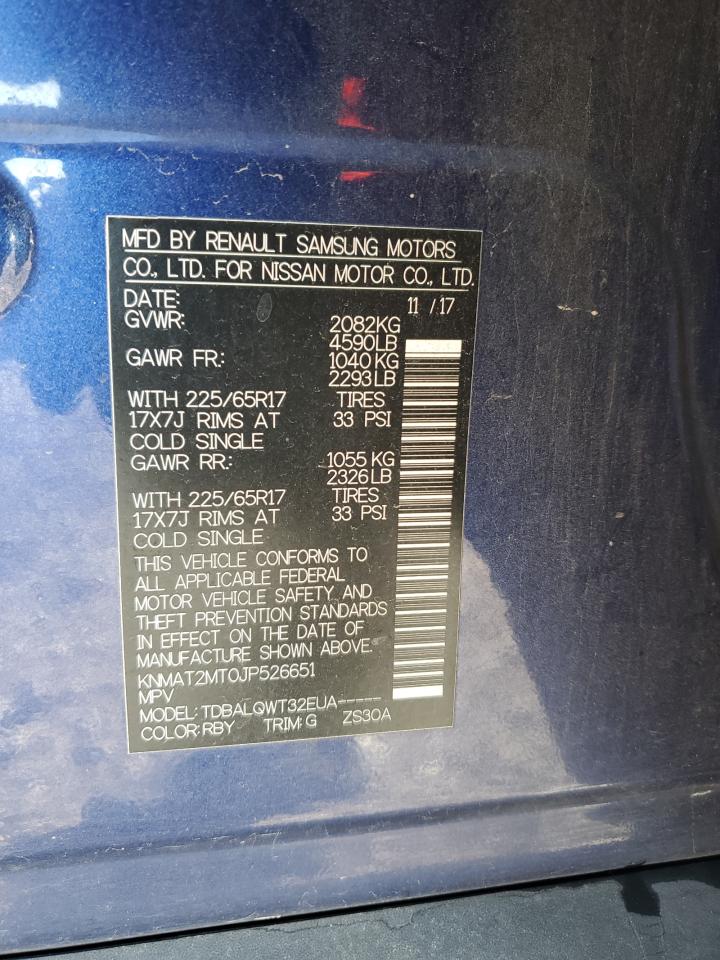 MFD BY RENAULT SAMSUNG MOTORS
CO., LTD. FOR NISSAN MOTOR CO., LTD.
DATE: 11 /17
GVWR: 2082KG
4590LB
GAWR FR.: 1040 KG
2293LB
WITH 225/65R17 TIRES
17X7J RIMS AT 33 PSI
COLD SINGLE
GAWR RR.: 1055 KG
2326LB
WITH 225/65R17 TIRES
17X7J RIMS AT 33 PSI
COLD SINGLE
THIS VEHICLE CONFORMS TO
ALL APPLICABLE FEDERAL
MOTOR VEHICLE SAFETY AND
THEFT PREVENTION STANDARDS
IN EFFECT ON THE DATE OF
MANUFACTURE SHOWN ABOVE.
KNMAT2MT0JP526651
MPV
MODEL: TDBALQWT32EUA-----
COLOR: RBY TRIM: G ZS30A